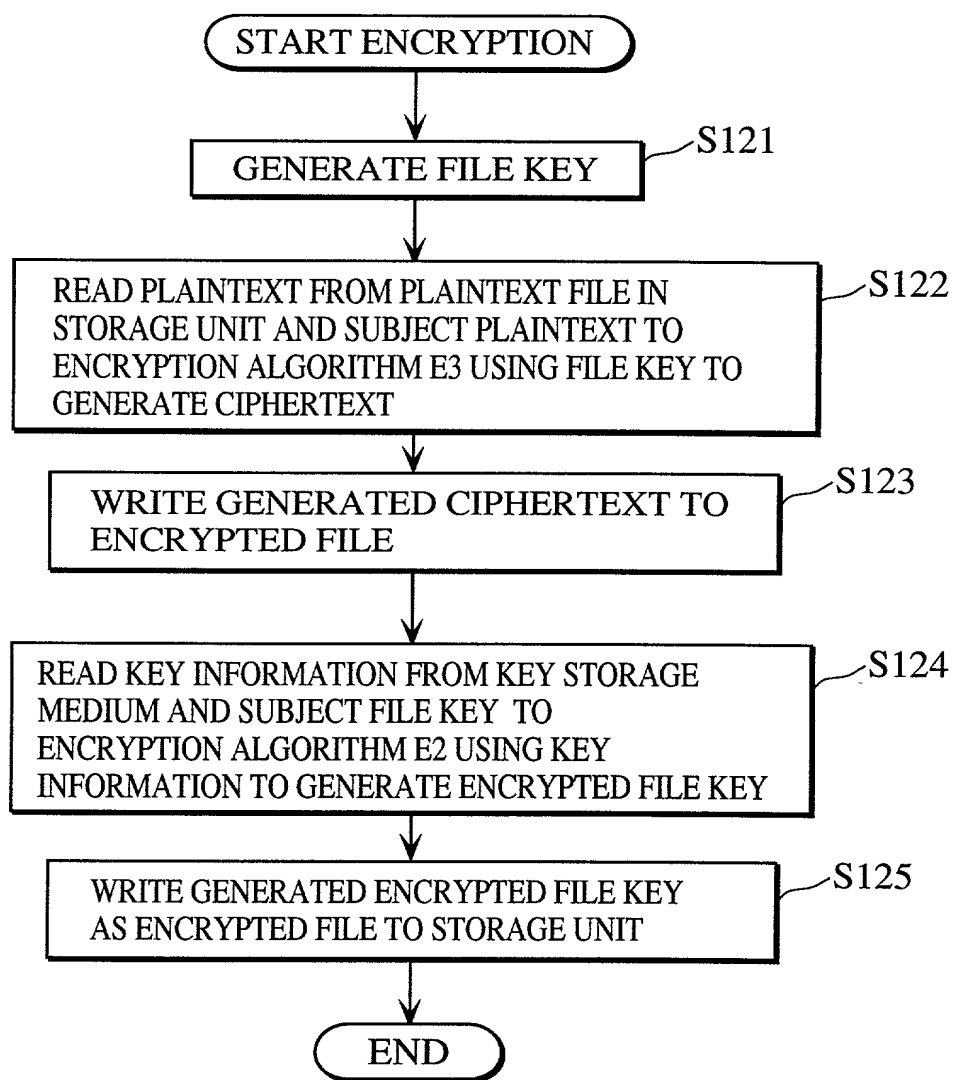 START ENCRYPTION
S121
GENERATE FILE KEY
S122
READ PLAINTEXT FROM PLAINTEXT FILE IN
STORAGE UNIT AND SUBJECT PLAINTEXT TO
ENCRYPTION ALGORITHM E3 USING FILE KEY TO
GENERATE CIPHERTEXT
S123
WRITE GENERATED CIPHERTEXT TO
ENCRYPTED FILE
S124
READ KEY INFORMATION FROM KEY STORAGE
MEDIUM AND SUBJECT FILE KEY TO
ENCRYPTION ALGORITHM E2 USING KEY
INFORMATION TO GENERATE ENCRYPTED FILE KEY
S125
WRITE GENERATED ENCRYPTED FILE KEY
AS ENCRYPTED FILE TO STORAGE UNIT
END